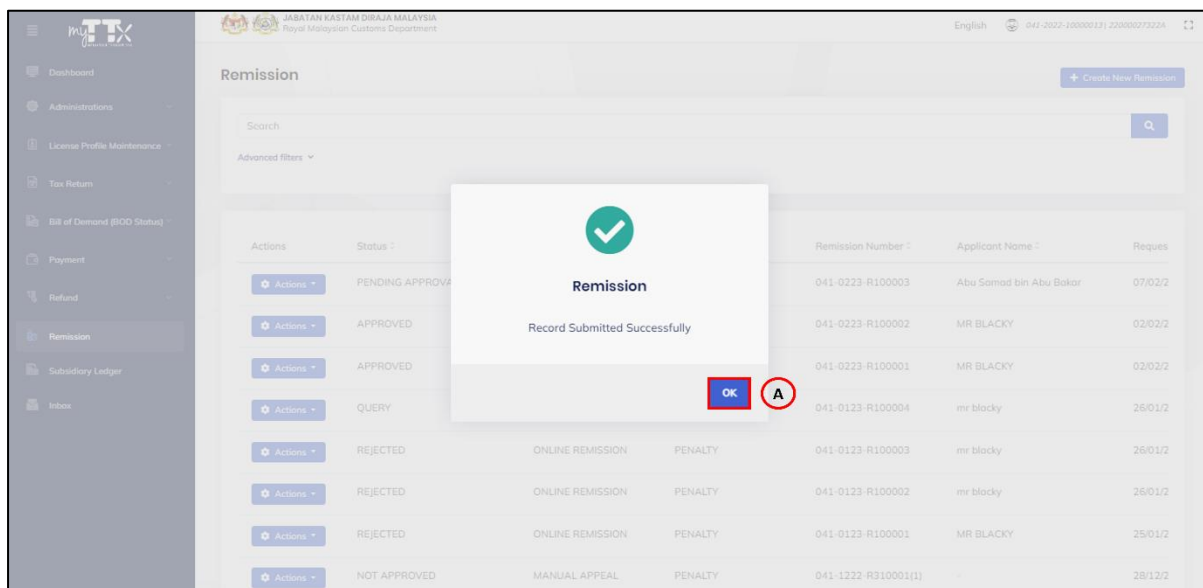 myTTx
JABATAN KASTAM DIRAJA MALAYSIA
Royal Malaysian Customs Department
English 041-2022-10000013| 22000027322A
Dashboard
Administrations
License Profile Maintenance
Tax Return
Bill of Demand (BOD Status)
Payment
Refund
Remission
Subsidiary Ledger
Inbox
Remission
+ Create New Remission
Search
Advanced filters
Actions Status Remission Number Applicant Name Reques
Actions PENDING APPROVA 041-0223-R100003 Abu Samad bin Abu Bakar 07/02/2
Actions APPROVED 041-0223-R100002 MR BLACKY 02/02/2
Actions APPROVED 041-0223-R100001 MR BLACKY 02/02/2
Actions QUERY 041-0123-R100004 mr blacky 26/01/2
Actions REJECTED ONLINE REMISSION PENALTY 041-0123-R100003 mr blacky 26/01/2
Actions REJECTED ONLINE REMISSION PENALTY 041-0123-R100002 mr blacky 26/01/2
Actions REJECTED ONLINE REMISSION PENALTY 041-0123-R100001 MR BLACKY 25/01/2
Actions NOT APPROVED MANUAL APPEAL PENALTY 041-1222-R310001(1) - 28/12/2
Remission
Record Submitted Successfully
OK
A